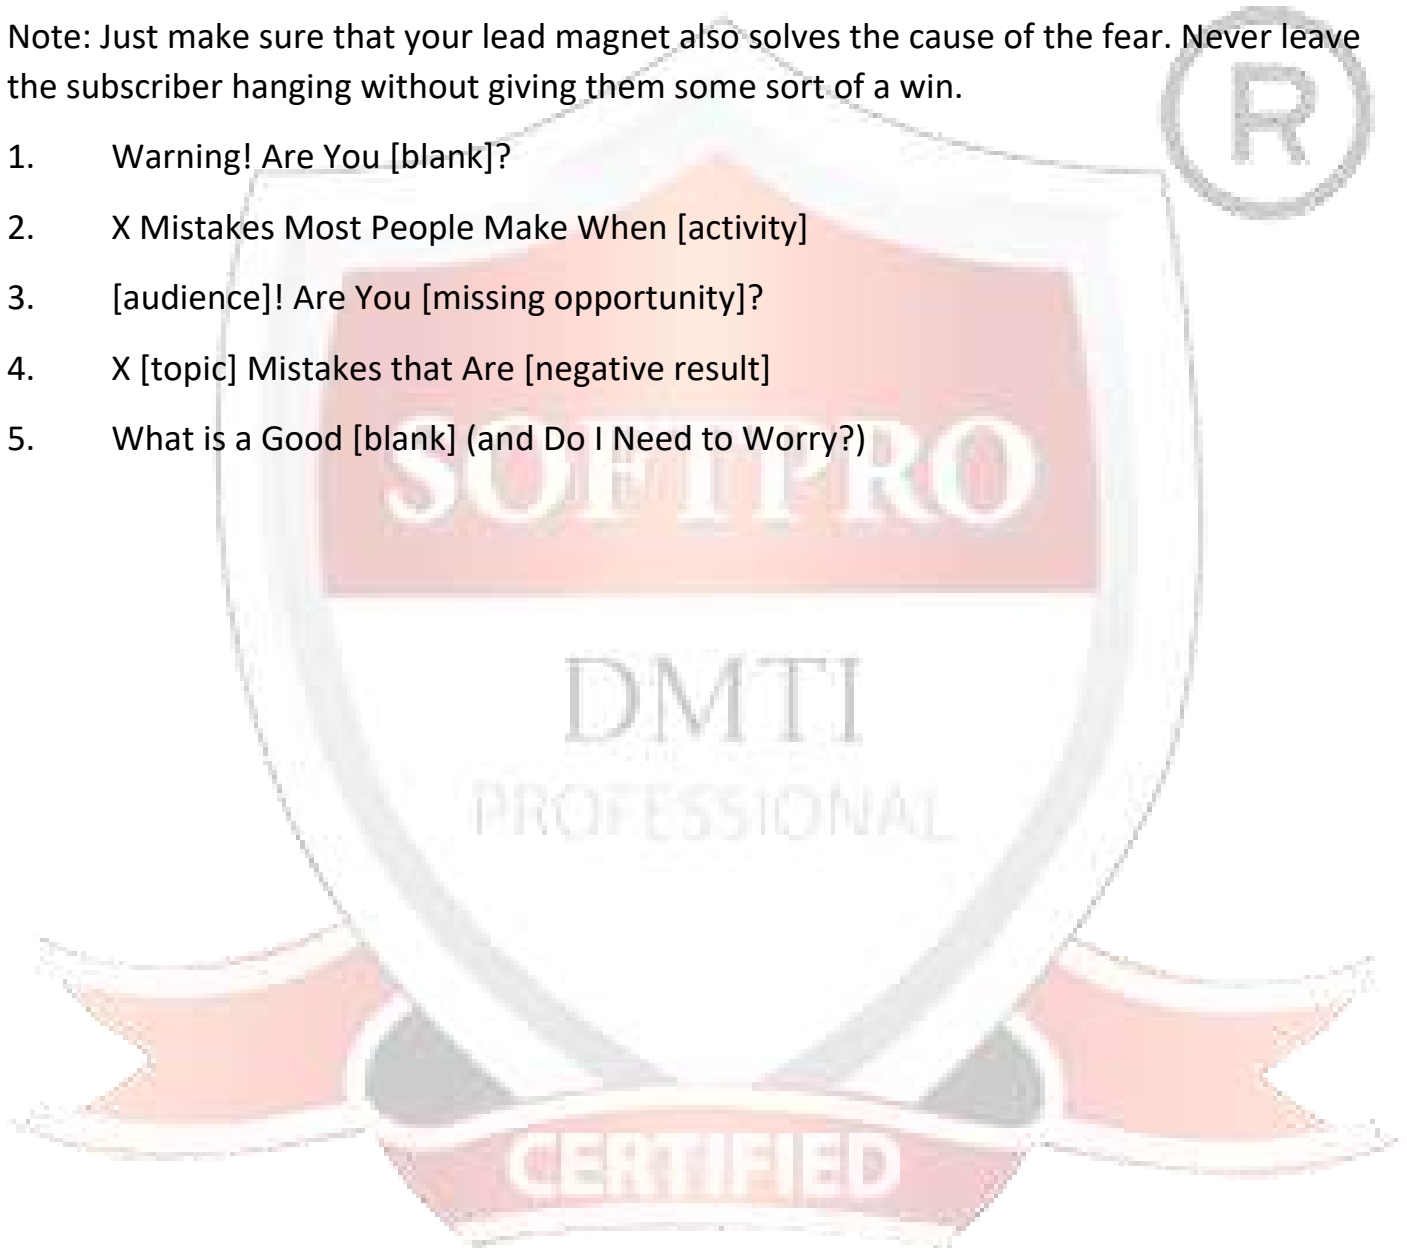 Note: Just make sure that your lead magnet also solves the cause of the fear. Never leave
the subscriber hanging without giving them some sort of a win.
1. Warning! Are You [blank]?
2. X Mistakes Most People Make When [activity]
3. [audience]! Are You [missing opportunity]?
4. X [topic] Mistakes that Are [negative result]
5. What is a Good [blank] (and Do I Need to Worry?)
R
SOFTPRO
DMTI
PROFESSIONAL
CERTIFIED